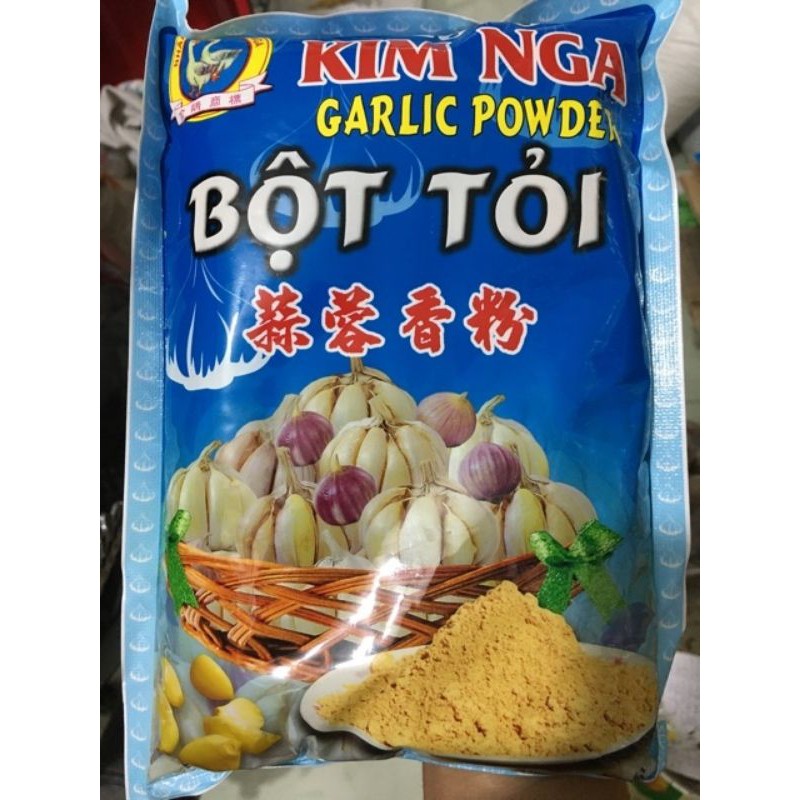 KIM NGA
GARLIC POWDER
BỘT TỎI
蒜蓉香粉